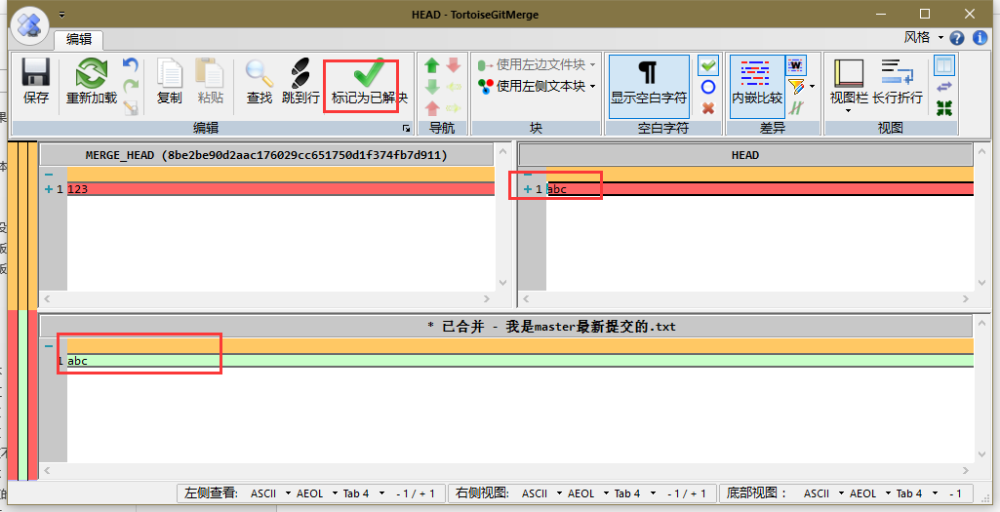 HEAD - TortoiseGitMerge
编辑
风格
保存
重新加载
复制
粘贴
查找
跳到行
标记为已解决
使用左边文件块
使用左侧文本块
显示空白字符
内嵌比较
视图栏
长行折行
编辑
导航
块
空白字符
差异
视图
MERGE_HEAD (8be2be90d2aac176029cc651750d1f374fb7d911)
HEAD
1 123
1 abc
* 已合并 - 我是master最新提交的.txt
1 abc
左侧查看: ASCII AEOL Tab 4 - 1 / + 1
右侧视图: ASCII AEOL Tab 4 - 1 / + 1
底部视图: ASCII AEOL Tab 4 - 1